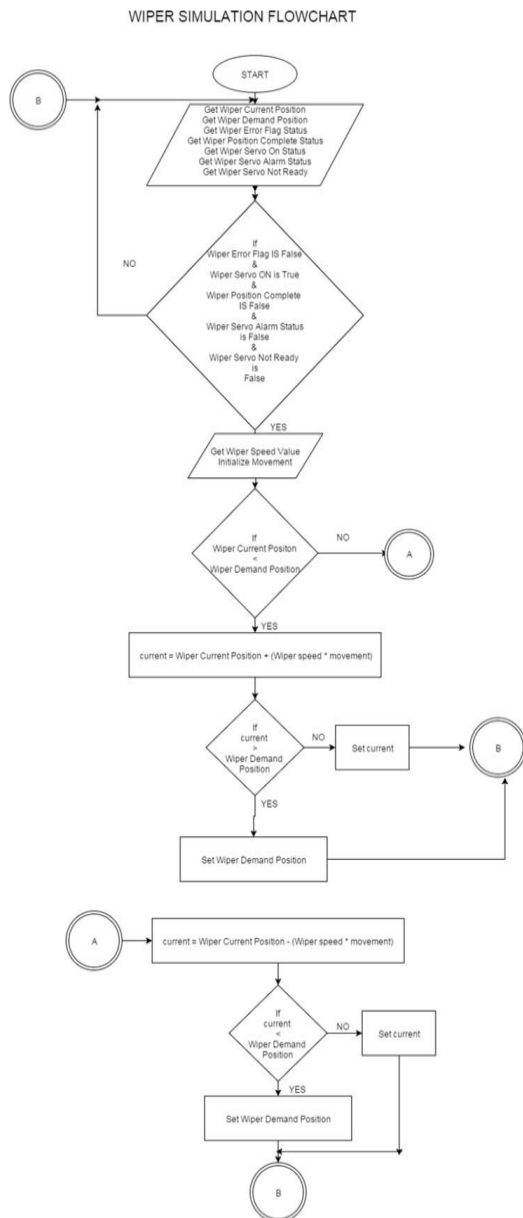 WIPER SIMULATION FLOWCHART
START
B
Get Wiper Current Position
Get Wiper Demand Position
Get Wiper Error Flag Status
Get Wiper Position Complete Status
Get Wiper Servo On Status
Get Wiper Servo Alarm Status
Get Wiper Servo Not Ready
If
Wiper Error Flag IS False
&
Wiper Servo ON is True
&
Wiper Position Complete
IS False
&
Wiper Servo Alarm Status
is False
&
Wiper Servo Not Ready
is
False
NO
YES
Get Wiper Speed Value
Initialize Movement
If
Wiper Current Positon
<
Wiper Demand Position
NO
A
YES
current = Wiper Current Position + (Wiper speed * movement)
If
current
>
Wiper Demand
Position
NO
Set current
B
YES
Set Wiper Demand Position
A
current = Wiper Current Position - (Wiper speed * movement)
If
current
<
Wiper Demand
Position
NO
Set current
YES
Set Wiper Demand Position
B